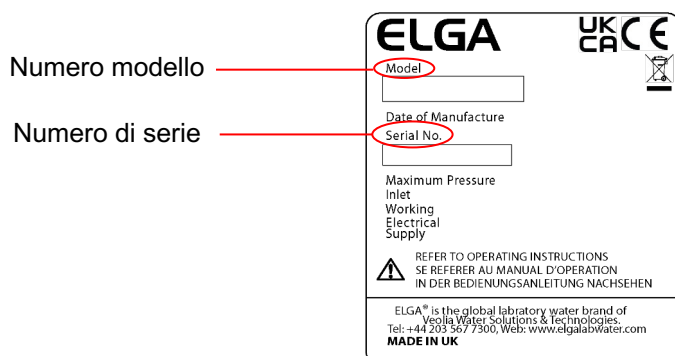 ELGA
UK CA CE
Numero modello
Model
Date of Manufacture
Numero di serie
Serial No.
Maximum Pressure
Inlet
Working
Electrical
Supply
REFER TO OPERATING INSTRUCTIONS
SE REFERER AU MANUAL D'OPERATION
IN DER BEDIENUNGSANLEITUNG NACHSEHEN
ELGA® is the global labratory water brand of
Veolia Water Solutions & Technologies.
Tel: +44 203 567 7300, Web: www.elgalabwater.com
MADE IN UK